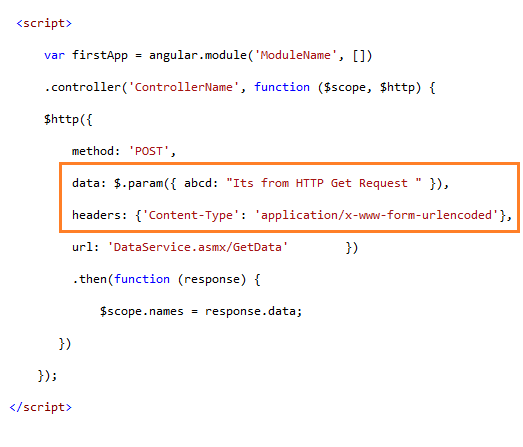 <script>
var firstApp = angular.module('ModuleName', [])
.controller('ControllerName', function ($scope, $http) {
$http({
method: 'POST',
data: $.param({ abcd: "Its from HTTP Get Request " }),
headers: {'Content-Type': 'application/x-www-form-urlencoded'},
url: 'DataService.asmx/GetData' })
.then(function (response) {
$scope.names = response.data;
})
});
</script>